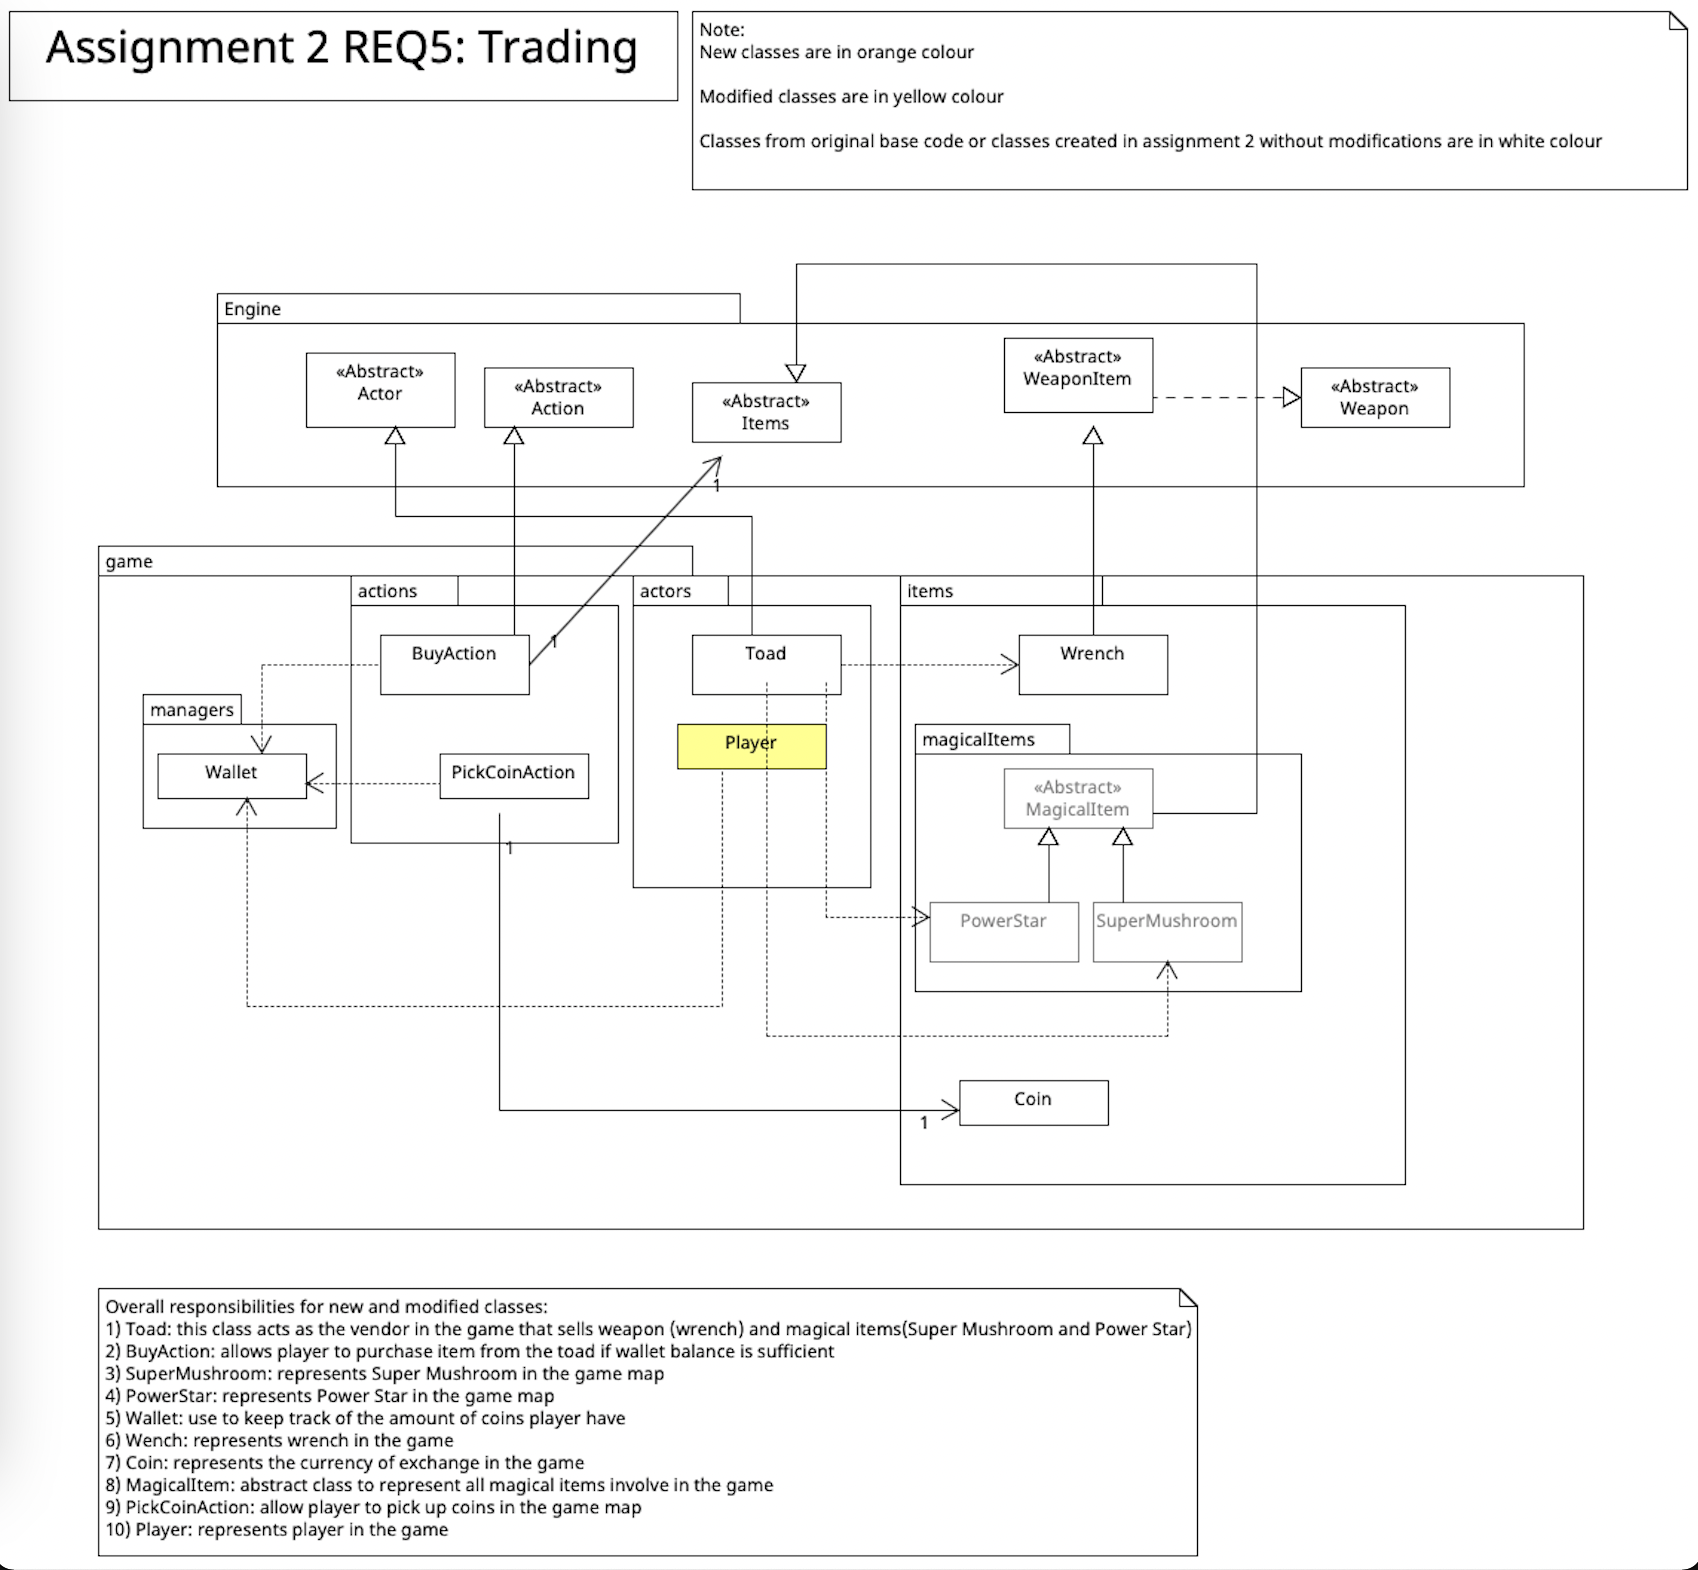 Assignment 2 REQ5: Trading
Note:
New classes are in orange colour
Modified classes are in yellow colour
Classes from original base code or classes created in assignment 2 without modifications are in white colour
Engine
«Abstract»
Actor
«Abstract»
Action
«Abstract»
Items
«Abstract»
WeaponItem
«Abstract»
Weapon
1
game
actions
actors
items
BuyAction
1
Toad
Wrench
managers
Wallet
PickCoinAction
1
Player
magicalItems
«Abstract»
MagicalItem
PowerStar
SuperMushroom
Coin
1
Overall responsibilities for new and modified classes:
1) Toad: this class acts as the vendor in the game that sells weapon (wrench) and magical items(Super Mushroom and Power Star)
2) BuyAction: allows player to purchase item from the toad if wallet balance is sufficient
3) SuperMushroom: represents Super Mushroom in the game map
4) PowerStar: represents Power Star in the game map
5) Wallet: use to keep track of the amount of coins player have
6) Wench: represents wrench in the game
7) Coin: represents the currency of exchange in the game
8) MagicalItem: abstract class to represent all magical items involve in the game
9) PickCoinAction: allow player to pick up coins in the game map
10) Player: represents player in the game